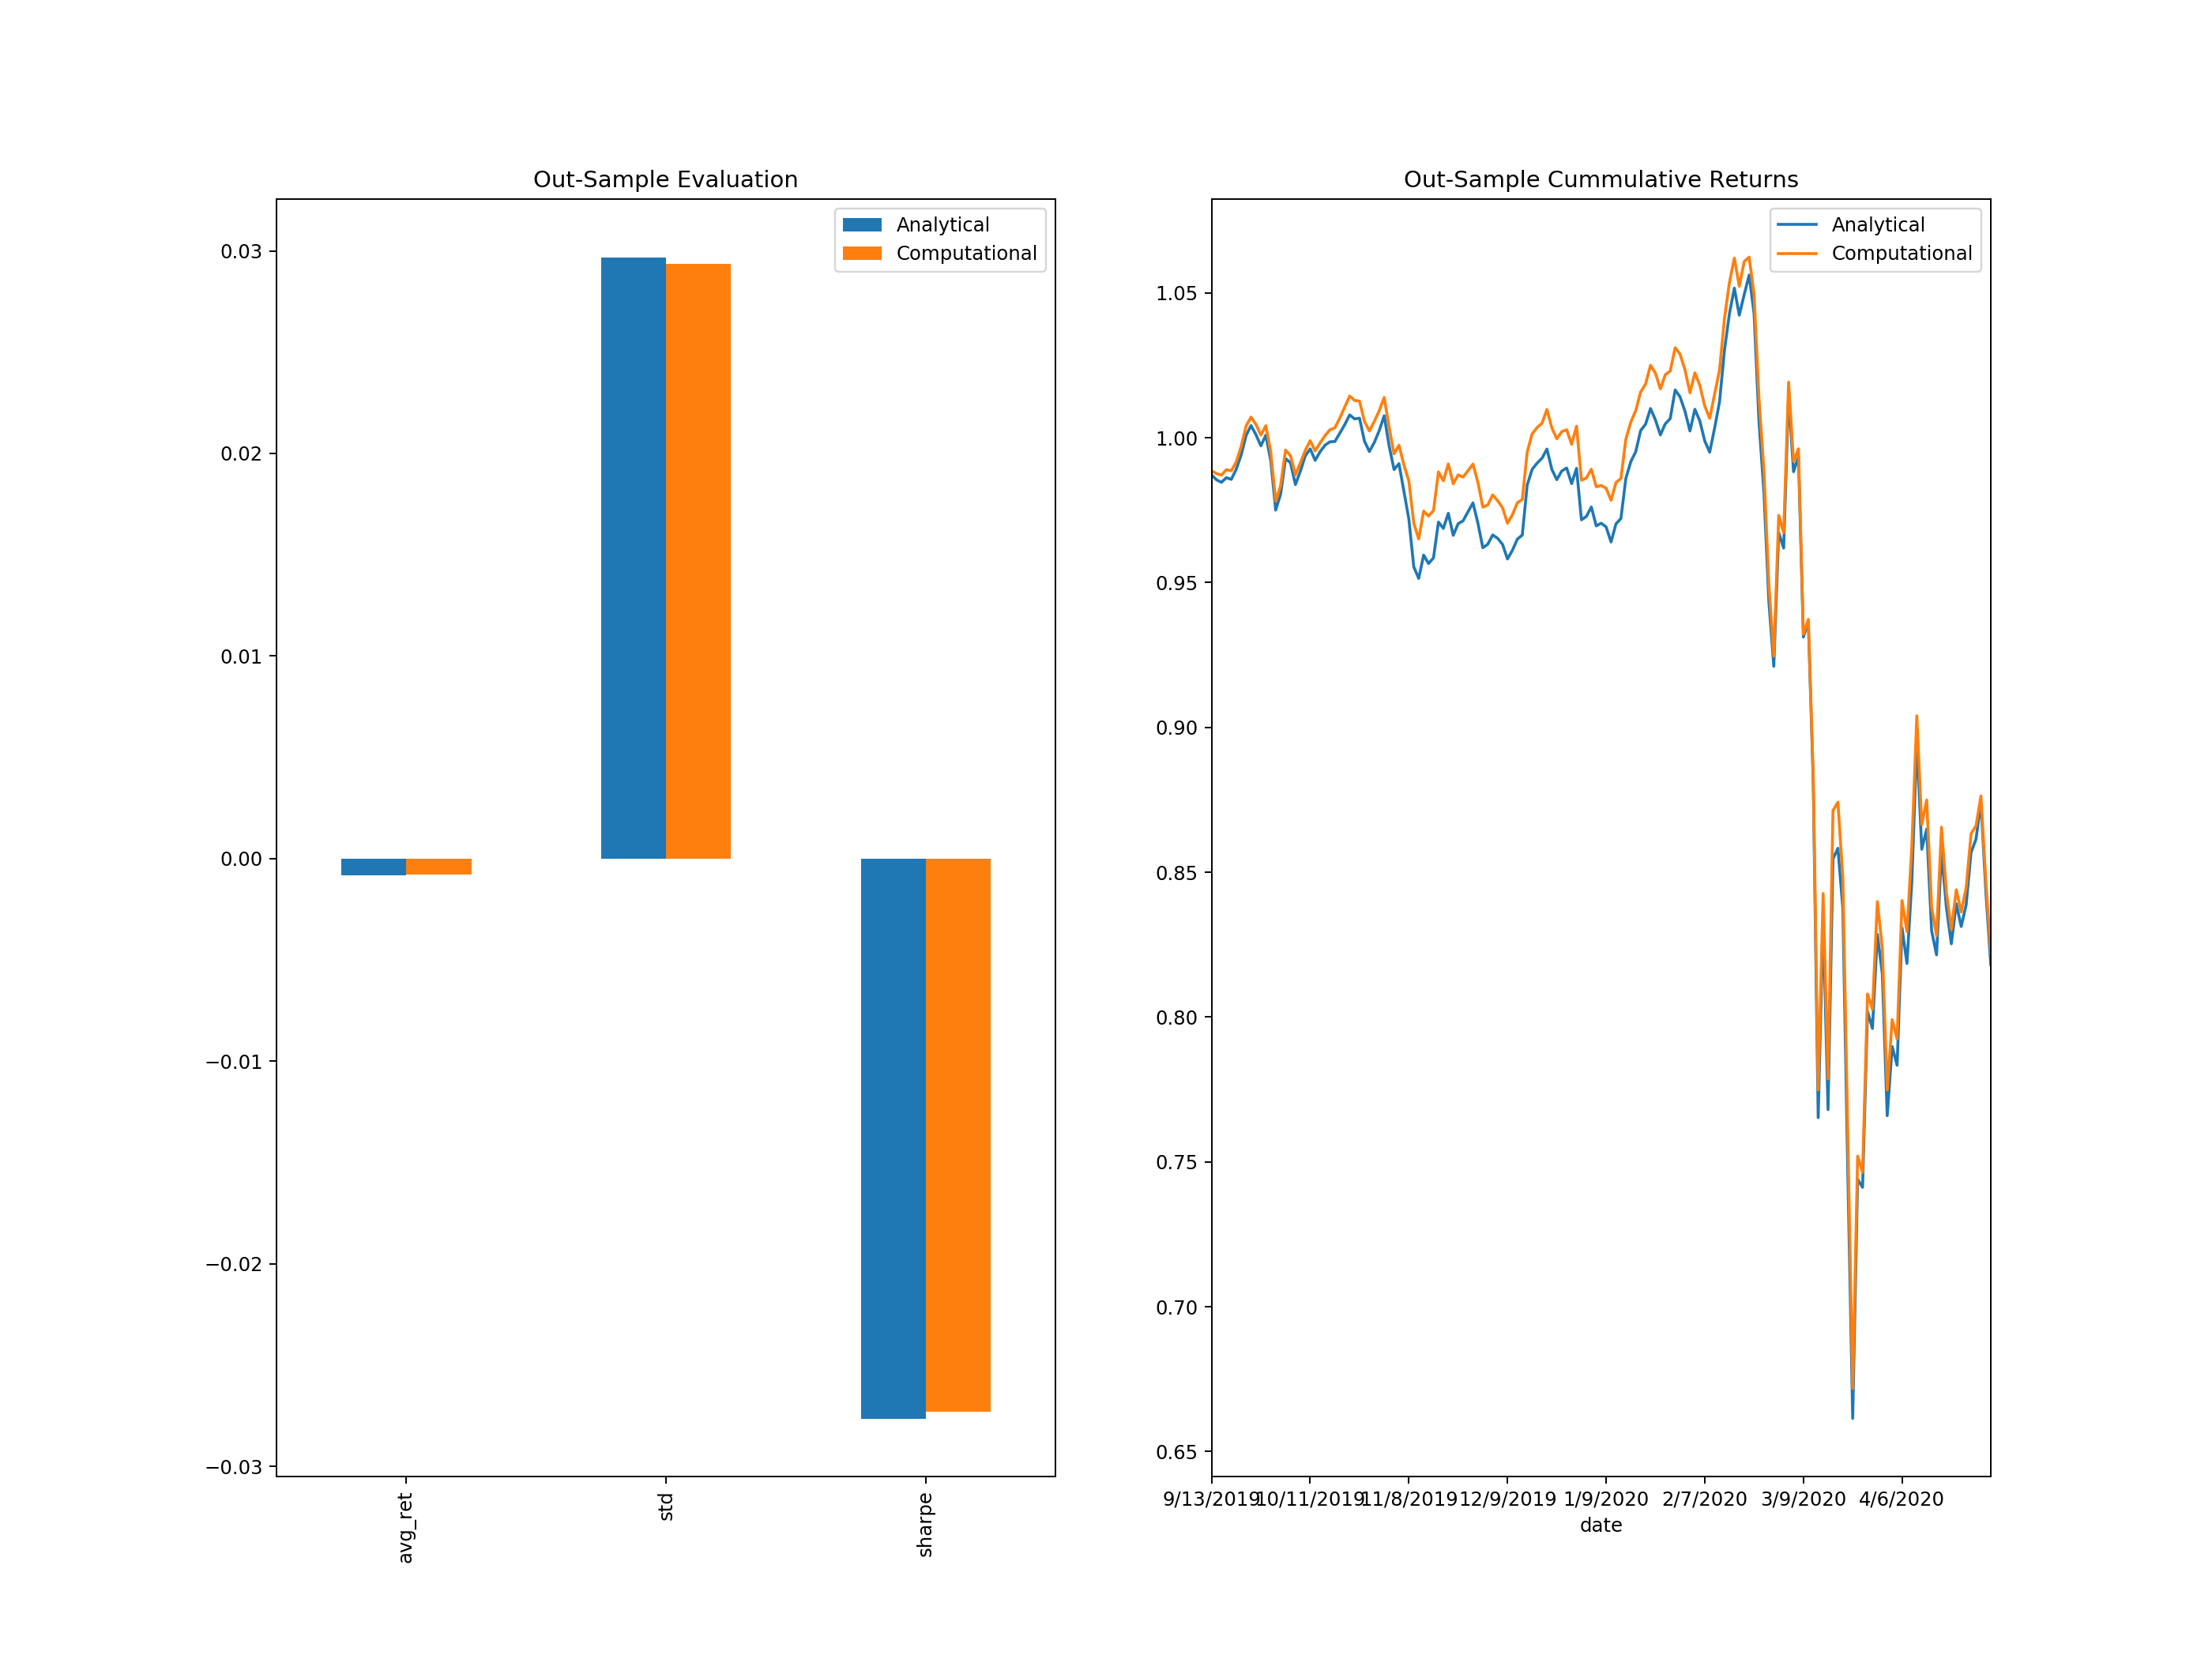 Out-Sample Evaluation
Analytical
Computational
0.03
0.02
0.01
0.00
−0.01
−0.02
−0.03
avg_ret
std
sharpe
Out-Sample Cummulative Returns
Analytical
Computational
1.05
1.00
0.95
0.90
0.85
0.80
0.75
0.70
0.65
9/13/2019 10/11/2019 11/8/2019 12/9/2019 1/9/2020 2/7/2020 3/9/2020 4/6/2020
date